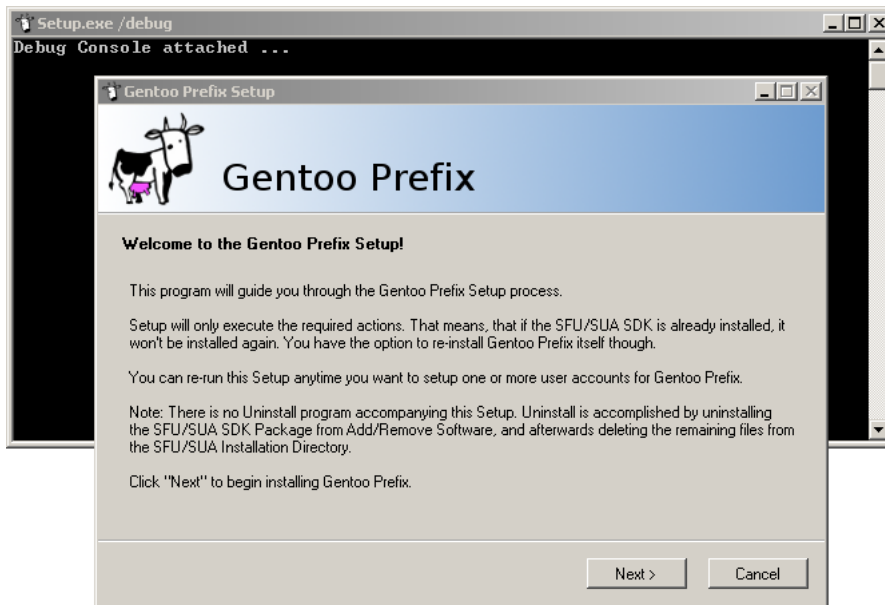 Setup.exe /debug
Debug Console attached ...
Gentoo Prefix Setup
Gentoo Prefix
Welcome to the Gentoo Prefix Setup!
This program will guide you through the Gentoo Prefix Setup process.
Setup will only execute the required actions. That means, that if the SFU/SUA SDK is already installed, it
won't be installed again. You have the option to re-install Gentoo Prefix itself though.
You can re-run this Setup anytime you want to setup one or more user accounts for Gentoo Prefix.
Note: There is no Uninstall program accompanying this Setup. Uninstall is accomplished by uninstalling
the SFU/SUA SDK Package from Add/Remove Software, and afterwards deleting the remaining files from
the SFU/SUA Installation Directory.
Click "Next" to begin installing Gentoo Prefix.
Next >
Cancel